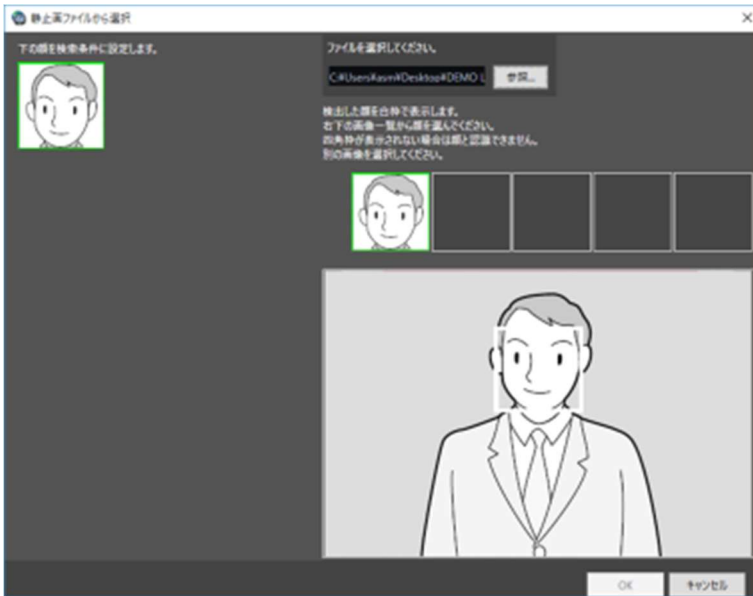 静止画ファイルから選択
下の顔を検索条件に設定します。
ファイルを選択してください。
C:¥Users¥asm¥Desktop¥DEMO L
参照...
検出した顔を白枠で表示します。
右下の画像一覧から顔を選んでください。
四角枠が表示されない場合は顔と認識できません。
別の画像を選択してください。
OK
キャンセル